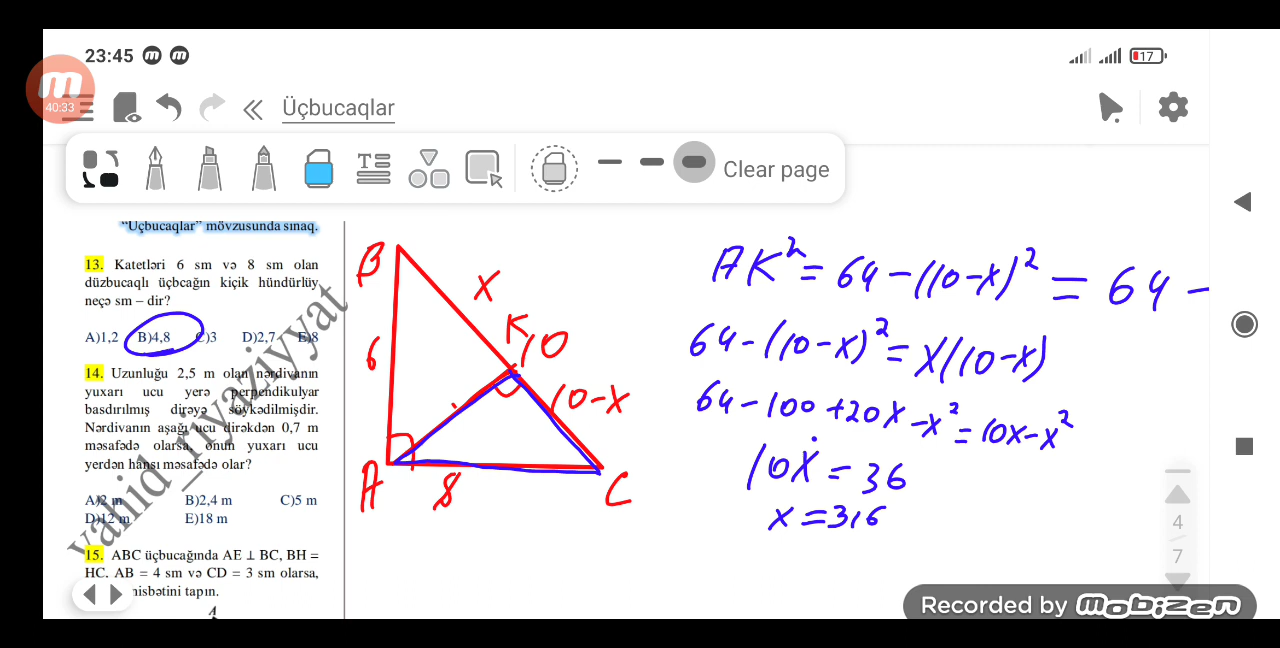 23:45
17
40:33
Üçbucaqlar
Clear page
“Üçbucaqlar” mövzusunda sınaq.
13. Katetləri 6 sm və 8 sm olan
düzbucaqlı üçbcağın kiçik hündürlüy
neçə sm – dir?
A)1,2 B)4,8 C)3 D)2,7 E)8
14. Uzunluğu 2,5 m olan nərdivanın
yuxarı ucu yerə perpendikulyar
basdırılmış dirəyə söykədilmişdir.
Nərdivanın aşağı ucu dirəkdən 0,7 m
məsafədə olarsa, onun yuxarı ucu
yerdən hansı məsafədə olar?
A)2 m B)2,4 m C)5 m
D)12 m E)18 m
15. ABC üçbucağında AE ⊥ BC, BH =
HC. AB = 4 sm və CD = 3 sm olarsa,
nisbətini tapın.
A
vahid_riyaziyyat
B
x
K
10
6
10-x
A
8
C
AK² = 64-(10-x)² = 64-
64-(10-x)² = x(10-x)
64-100+20x-x² = 10x-x²
10x = 36
x = 3,6
4
7
Recorded by mobizen